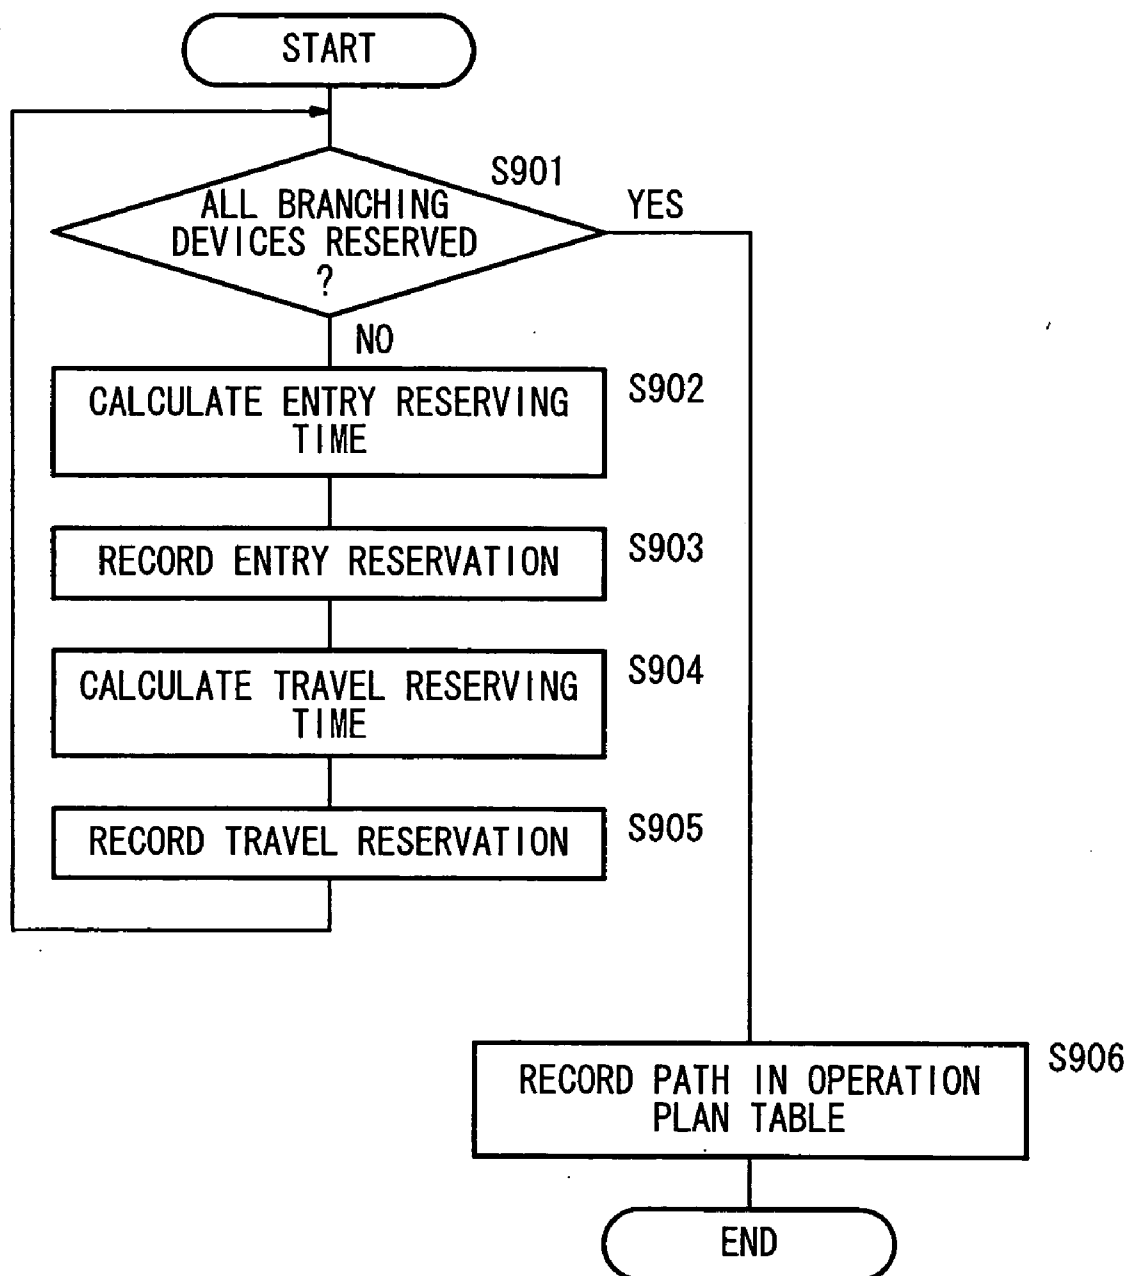 START
S901
ALL BRANCHING
DEVICES RESERVED
?
YES
NO
S902
CALCULATE ENTRY RESERVING
TIME
S903
RECORD ENTRY RESERVATION
S904
CALCULATE TRAVEL RESERVING
TIME
S905
RECORD TRAVEL RESERVATION
S906
RECORD PATH IN OPERATION
PLAN TABLE
END